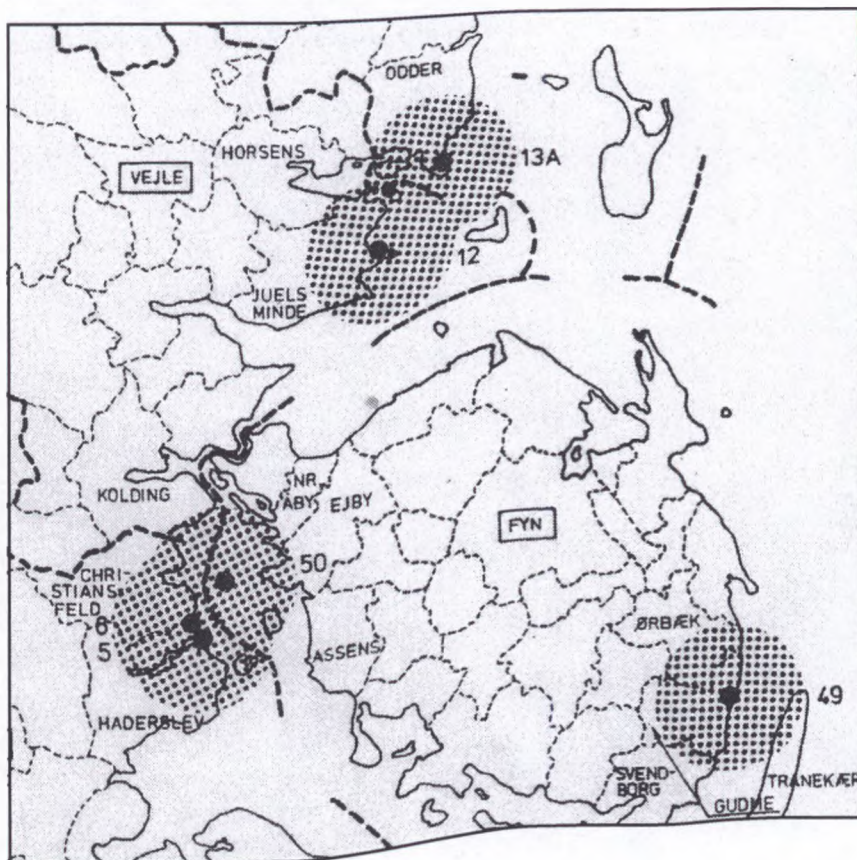 ODDER
HORSENS
13A
VEJLE
12
JUELS
MINDE
KOLDING
NR.
ÅBY
EJBY
FYN
50
CHRI-
STIANS
FELD
6
5
ASSENS
ØRBÆK
HADERSLEV
49
SVEND-
BORG
TRANEKÆR
GUDME